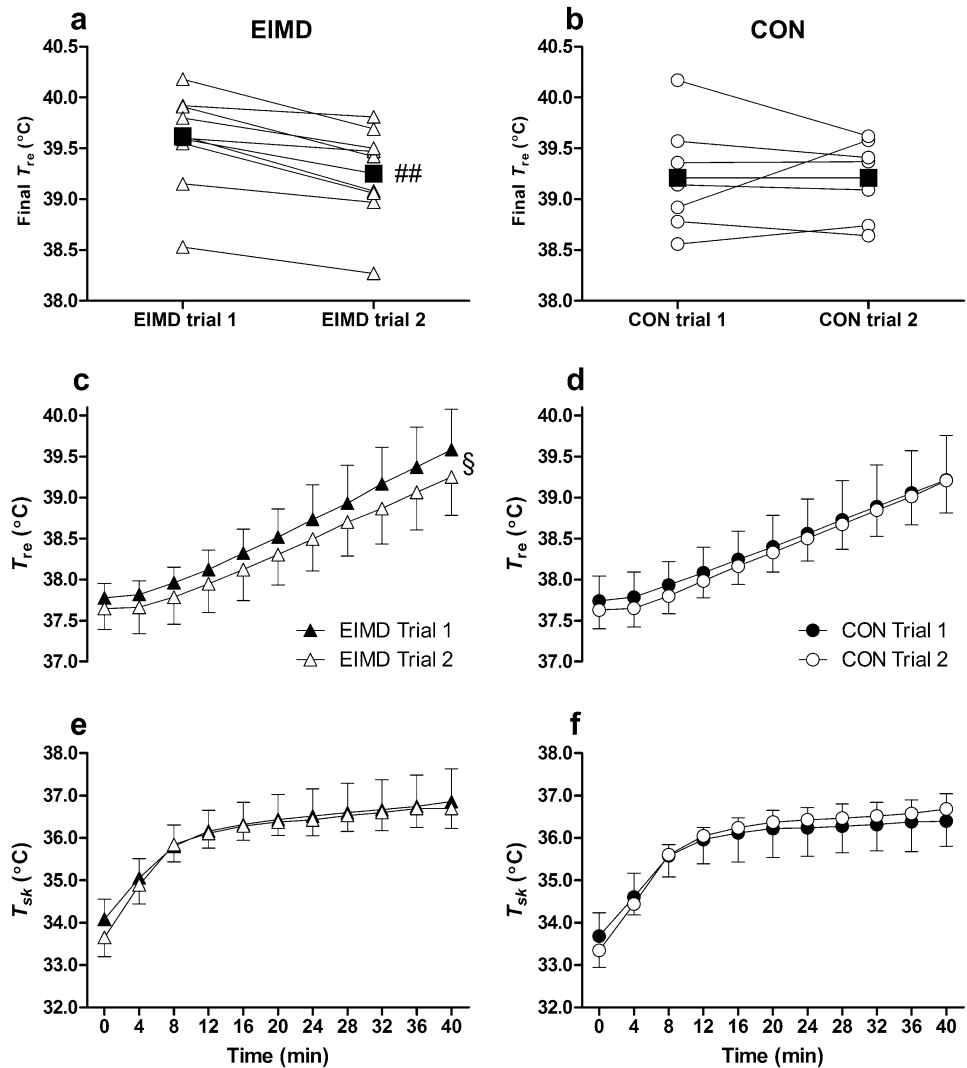 a
EIMD
40.5
40.0
39.5
39.0
38.5
38.0
Final Tre (°C)
##
EIMD trial 1
EIMD trial 2
b
CON
40.5
40.0
39.5
39.0
38.5
38.0
Final Tre (°C)
CON trial 1
CON trial 2
c
40.0
39.5
39.0
38.5
38.0
37.5
37.0
Tre (°C)
§
EIMD Trial 1
EIMD Trial 2
d
40.0
39.5
39.0
38.5
38.0
37.5
37.0
Tre (°C)
CON Trial 1
CON Trial 2
e
38.0
37.0
36.0
35.0
34.0
33.0
32.0
Tsk (°C)
0 4 8 12 16 20 24 28 32 36 40
Time (min)
f
38.0
37.0
36.0
35.0
34.0
33.0
32.0
Tsk (°C)
0 4 8 12 16 20 24 28 32 36 40
Time (min)